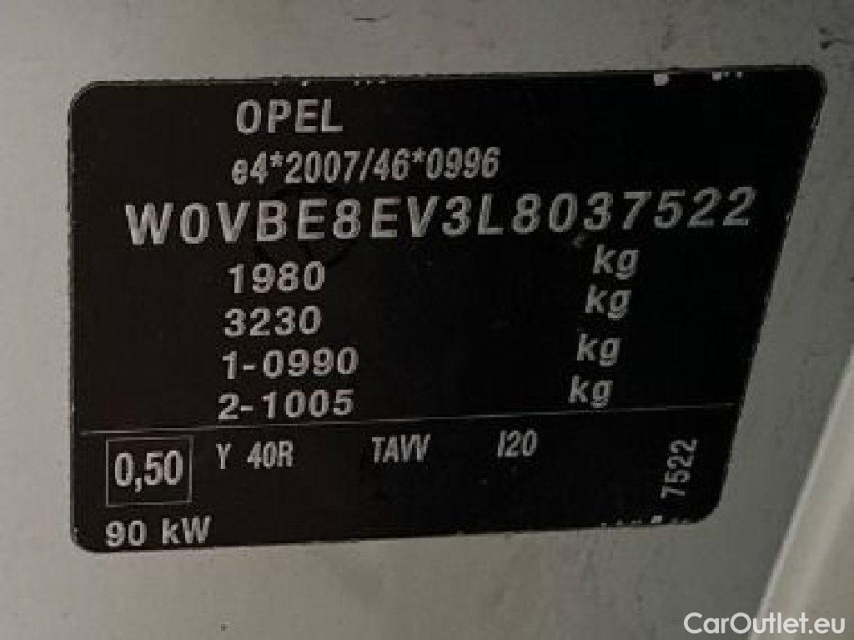 OPEL
e4*2007/46*0996
W0VBE8EV3L8037522
1980 kg
3230 kg
1-0990 kg
2-1005 kg
0,50 Y 40R TAVV I20
7522
90 kW
CarOutlet.eu